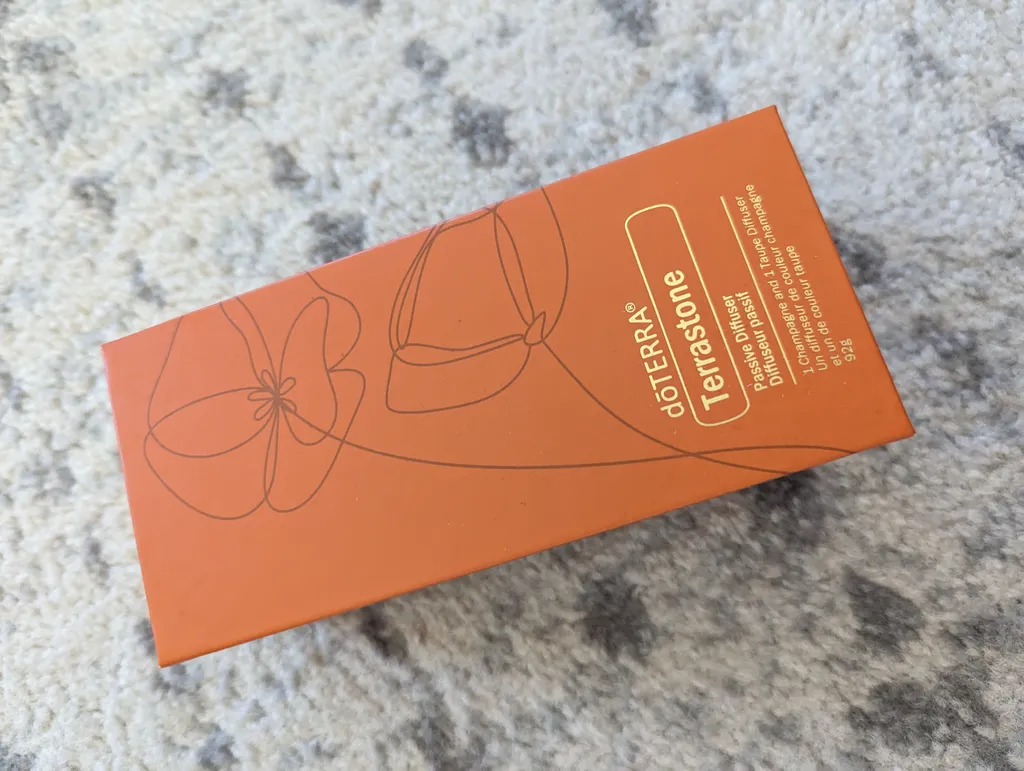 dōTERRA®
Terrastone
Passive Diffuser
Diffuseur passif
1 Champagne and 1 Taupe Diffuser
un diffuseur de couleur champagne
et un de couleur taupe
92g